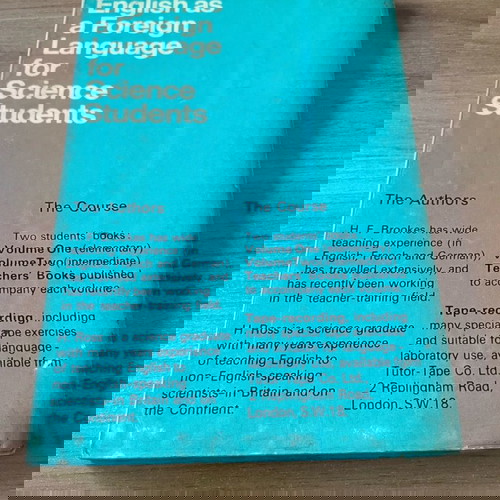 English as
a Foreign
Language
for
Science
Students
The Course
Two students' books:
Volume One (elementary)
Volume Two (intermediate)
Teachers' Books published
to accompany each volume.
Tape-recording, including
many special
tape exercises
and suitable for
language
laboratory use, available from
Tutor-Tape Co. Ltd.
2 Replingham Road,
London, S.W.18.
The Authors
H. F. Brookes has wide
teaching experience (in
English, French and German),
has travelled extensively and
has recently been working
in the teacher-training field.
H. Ross is a science graduate
with many years experience
of teaching English to
non-English-speaking
scientists in Britain and on
the Continent.